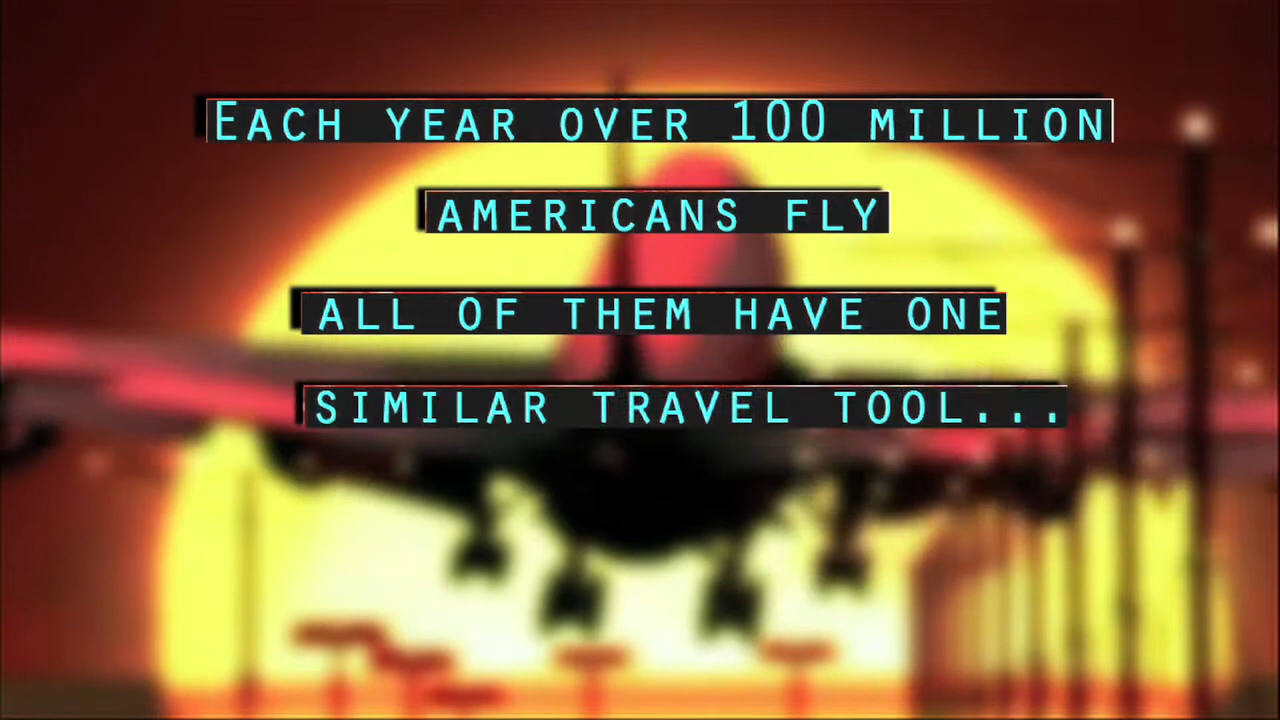 Each year over 100 million
americans fly
all of them have one
similar travel tool...